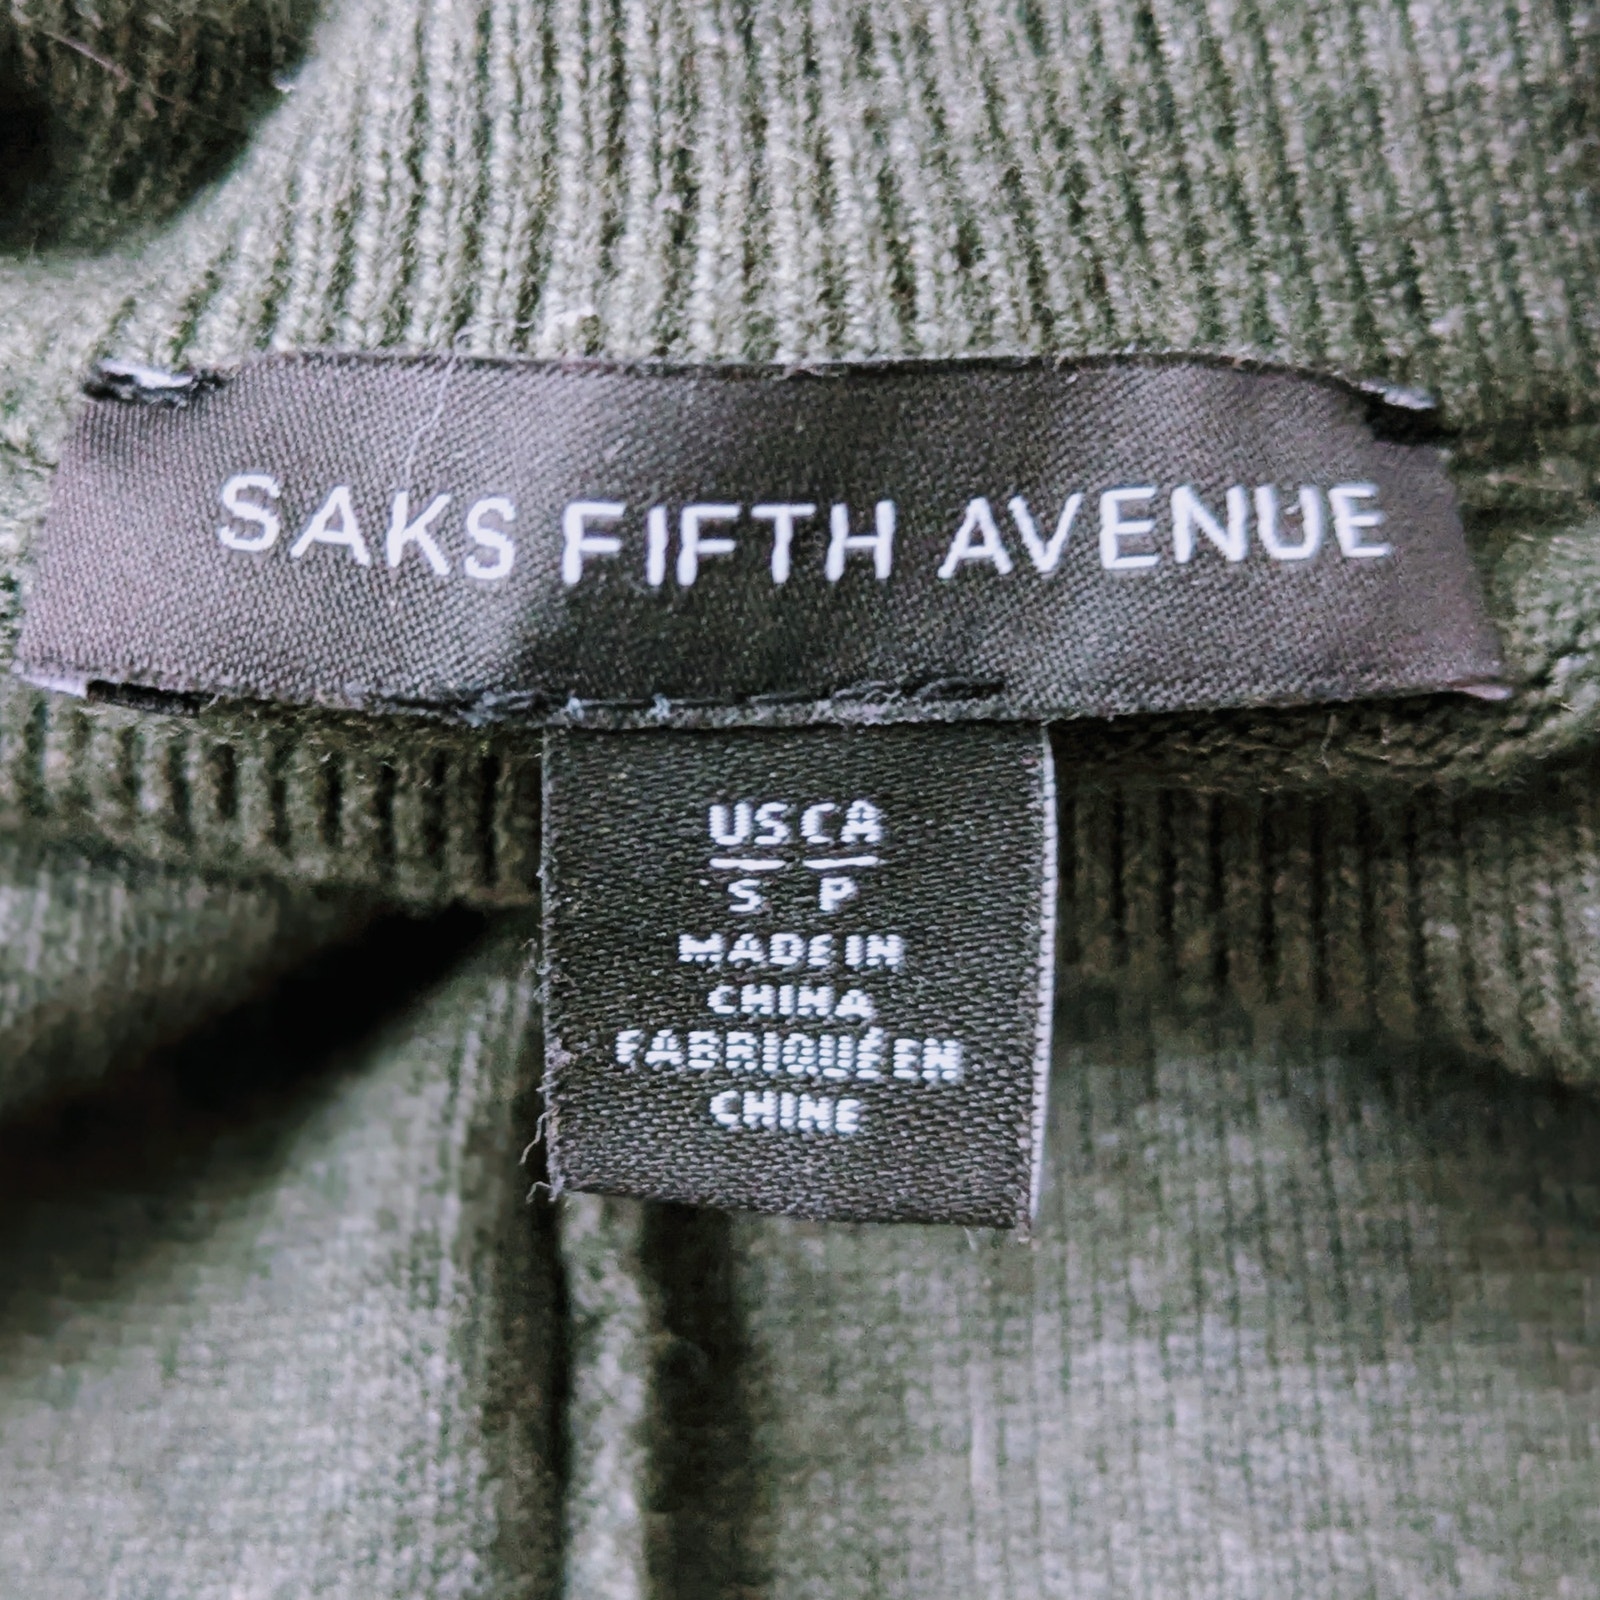 SAKS FIFTH AVENUE
US CA
S P
MADE IN
CHINA
FABRIQUÉ EN
CHINE